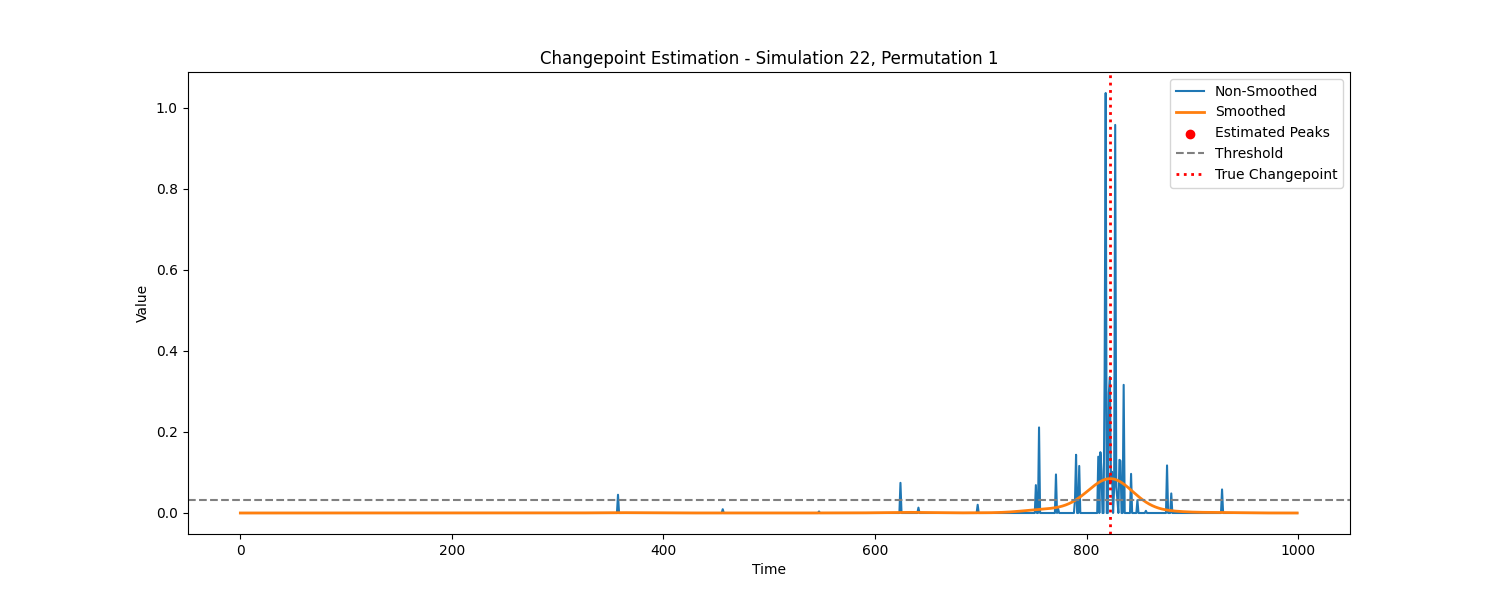 Changepoint Estimation - Simulation 22, Permutation 1
Non-Smoothed
Smoothed
Estimated Peaks
Threshold
True Changepoint
1.0
0.8
0.6
0.4
0.2
0.0
Value
0
200
400
600
800
1000
Time